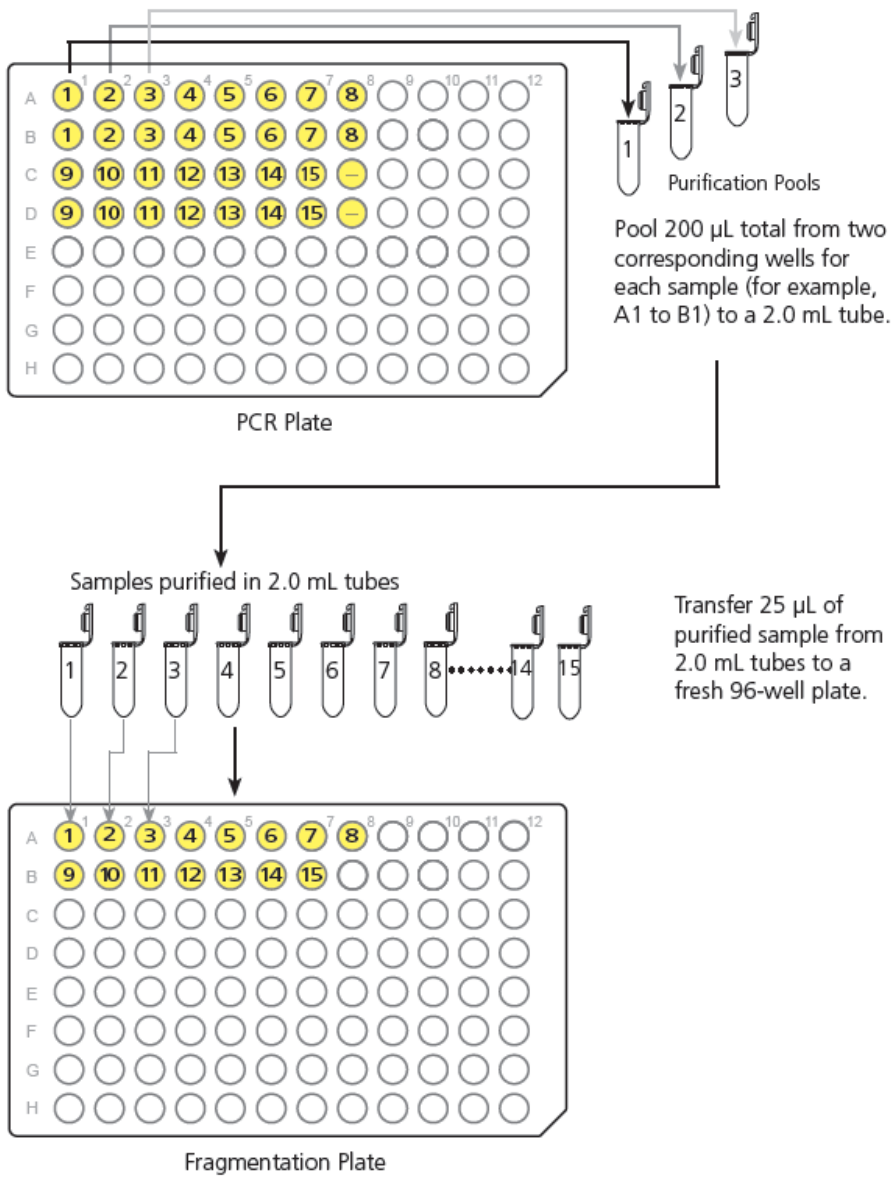 1 2 3 4 5 6 7 8 9 10 11 12
A 1 2 3 4 5 6 7 8
B 1 2 3 4 5 6 7 8
C 9 10 11 12 13 14 15 –
D 9 10 11 12 13 14 15 –
E
F
G
H
PCR Plate
1 2 3
Purification Pools
Pool 200 µL total from two
corresponding wells for
each sample (for example,
A1 to B1) to a 2.0 mL tube.
Samples purified in 2.0 mL tubes
1 2 3 4 5 6 7 8 14 15
Transfer 25 µL of
purified sample from
2.0 mL tubes to a
fresh 96-well plate.
1 2 3 4 5 6 7 8 9 10 11 12
A 1 2 3 4 5 6 7 8
B 9 10 11 12 13 14 15
C
D
E
F
G
H
Fragmentation Plate